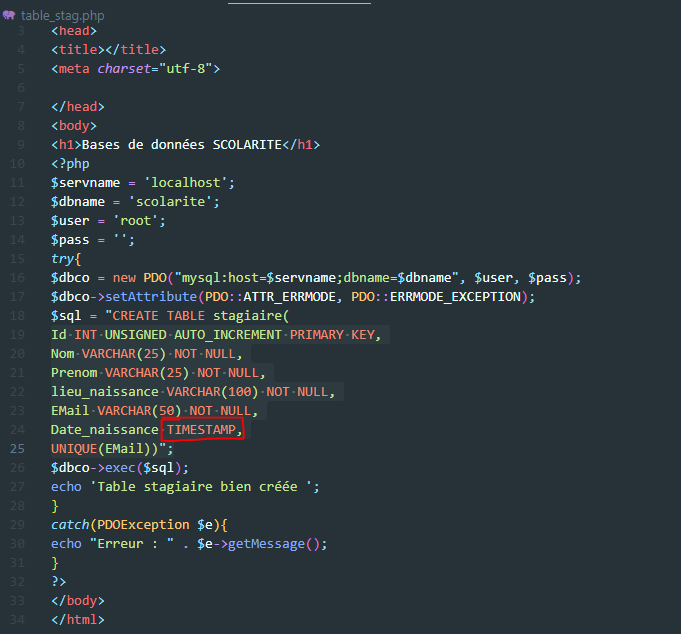 table_stag.php
3 <head>
4 <title></title>
5 <meta charset="utf-8">
6
7 </head>
8 <body>
9 <h1>Bases de données SCOLARITE</h1>
10 <?php
11 $servname = 'localhost';
12 $dbname = 'scolarite';
13 $user = 'root';
14 $pass = '';
15 try{
16 $dbco = new PDO("mysql:host=$servname;dbname=$dbname", $user, $pass);
17 $dbco->setAttribute(PDO::ATTR_ERRMODE, PDO::ERRMODE_EXCEPTION);
18 $sql = "CREATE TABLE stagiaire(
19 Id INT UNSIGNED AUTO_INCREMENT PRIMARY KEY,
20 Nom VARCHAR(25) NOT NULL,
21 Prenom VARCHAR(25) NOT NULL,
22 lieu_naissance VARCHAR(100) NOT NULL,
23 EMail VARCHAR(50) NOT NULL,
24 Date_naissance TIMESTAMP,
25 UNIQUE(EMail))";
26 $dbco->exec($sql);
27 echo 'Table stagiaire bien créée ';
28 }
29 catch(PDOException $e){
30 echo "Erreur : " . $e->getMessage();
31 }
32 ?>
33 </body>
34 </html>